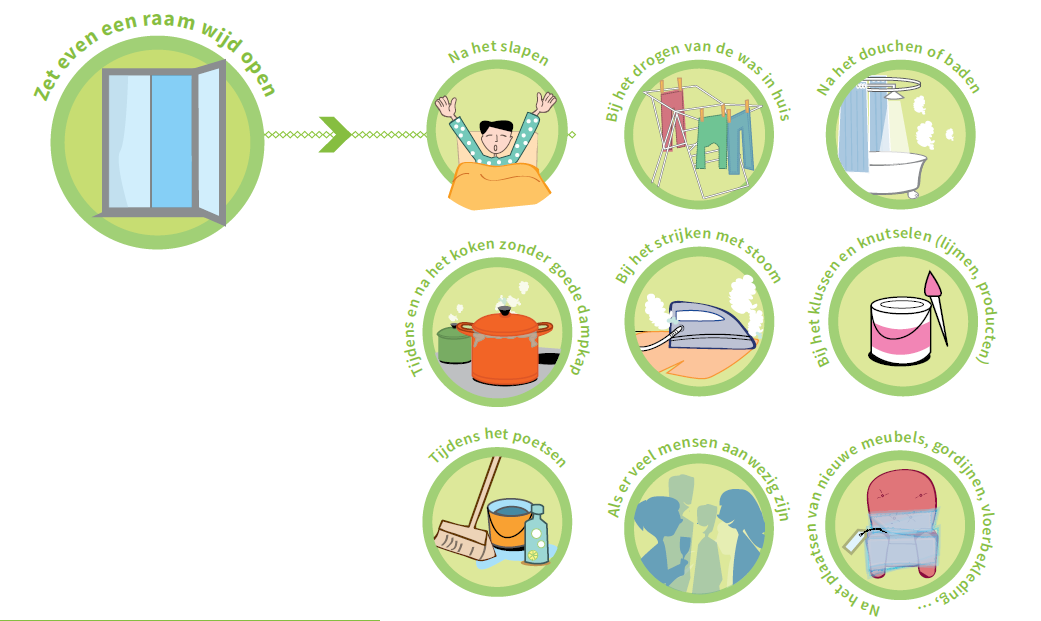 Zet even een raam wijd open
Na het slapen
Bij het drogen van de was in huis
Na het douchen of baden
Tijdens en na het koken zonder goede dampkap
Bij het strijken met stoom
Bij het klussen en knutselen (lijmen, producten)
Tijdens het poetsen
Als er veel mensen aanwezig zijn
Na het plaatsen van nieuwe meubels, gordijnen, vloerbekleding, ...